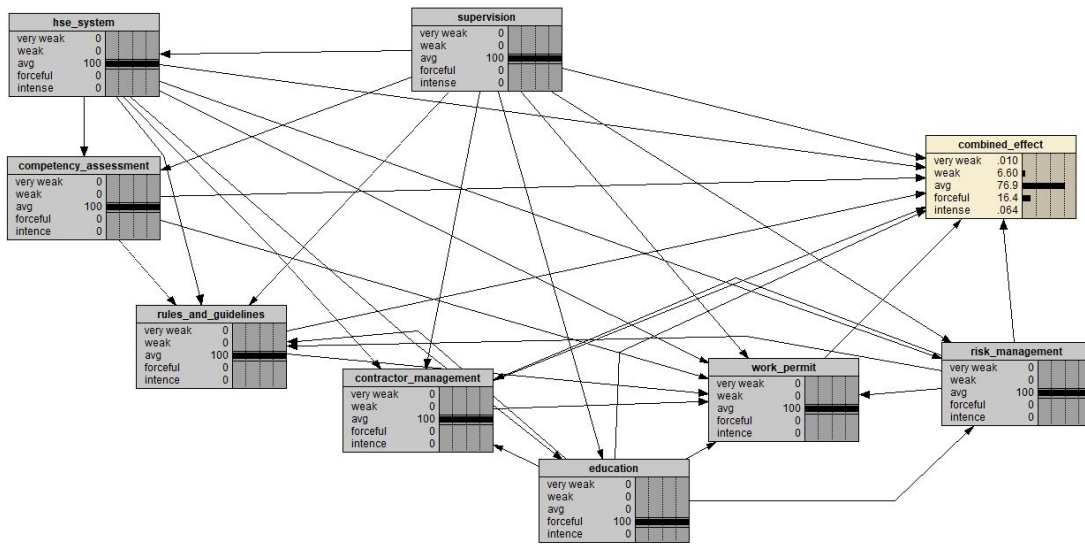 hse_system
very weak 0
weak 0
avg 100
forceful 0
intense 0
supervision
very weak 0
weak 0
avg 100
forceful 0
intense 0
combined_effect
very weak .010
weak 6.60
avg 76.9
forceful 16.4
intense .064
competency_assessment
very weak 0
weak 0
avg 100
forceful 0
intence 0
rules_and_guidelines
very weak 0
weak 0
avg 100
forceful 0
intence 0
contractor_management
very weak 0
weak 0
avg 100
forceful 0
intence 0
work_permit
very weak 0
weak 0
avg 100
forceful 0
intence 0
risk_management
very weak 0
weak 0
avg 100
forceful 0
intence 0
education
very weak 0
weak 0
avg 0
forceful 100
intence 0